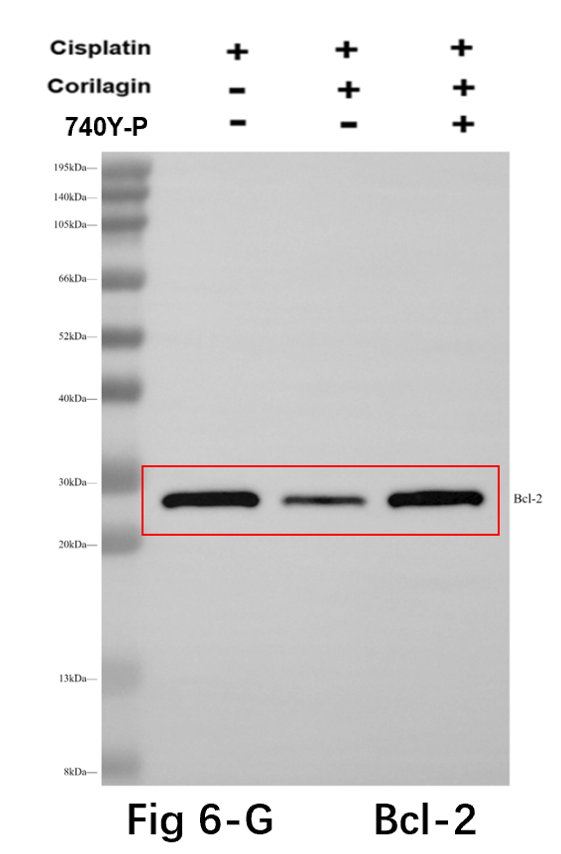 Cisplatin + + +
Corilagin - + +
740Y-P - - +
195kDa
140kDa
105kDa
66kDa
52kDa
40kDa
30kDa
Bcl-2
20kDa
13kDa
8kDa
Fig 6-G Bcl-2